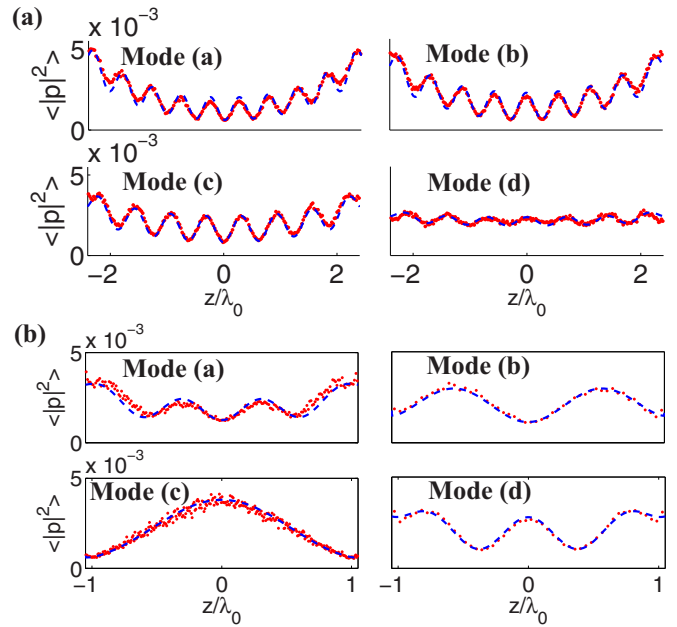 (a)
x 10⁻³
5
0
<|p|²>
Mode (a)
Mode (b)
x 10⁻³
5
0
<|p|²>
Mode (c)
Mode (d)
−2 0 2
z/λ₀
−2 0 2
z/λ₀
(b)
x 10⁻³
5
0
<|p|²>
Mode (a)
Mode (b)
x 10⁻³
5
0
<|p|²>
Mode (c)
Mode (d)
−1 0 1
z/λ₀
−1 0 1
z/λ₀